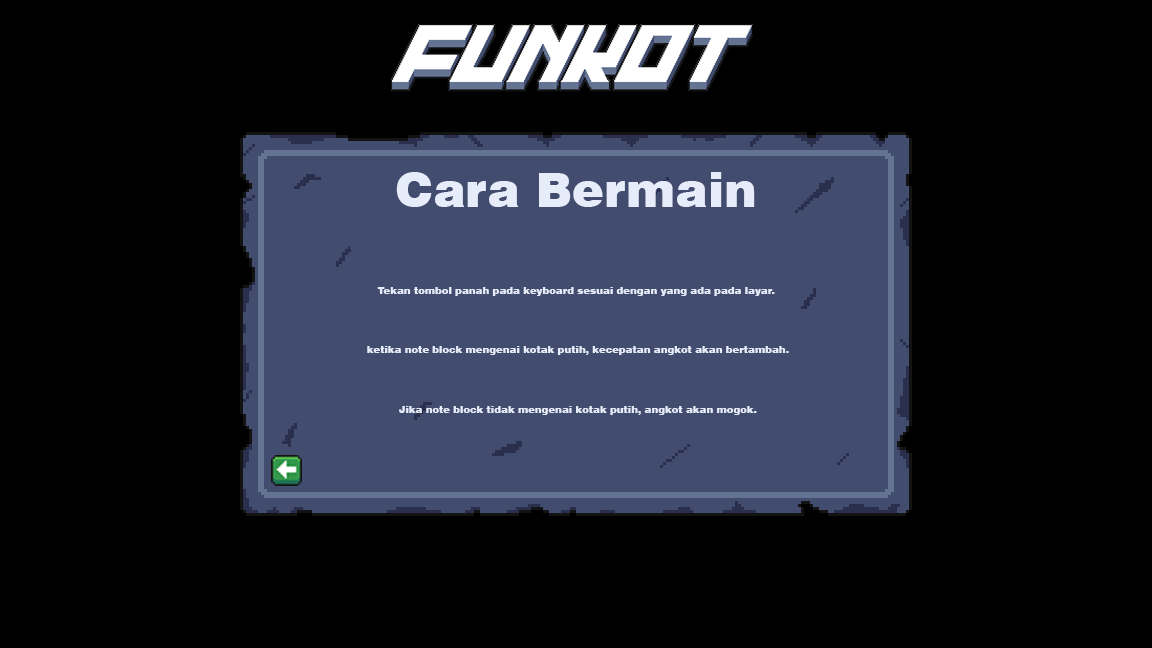 FUNKOT
Cara Bermain
Tekan tombol panah pada keyboard sesuai dengan yang ada pada layar.
ketika note block mengenai kotak putih, kecepatan angkot akan bertambah.
Jika note block tidak mengenai kotak putih, angkot akan mogok.